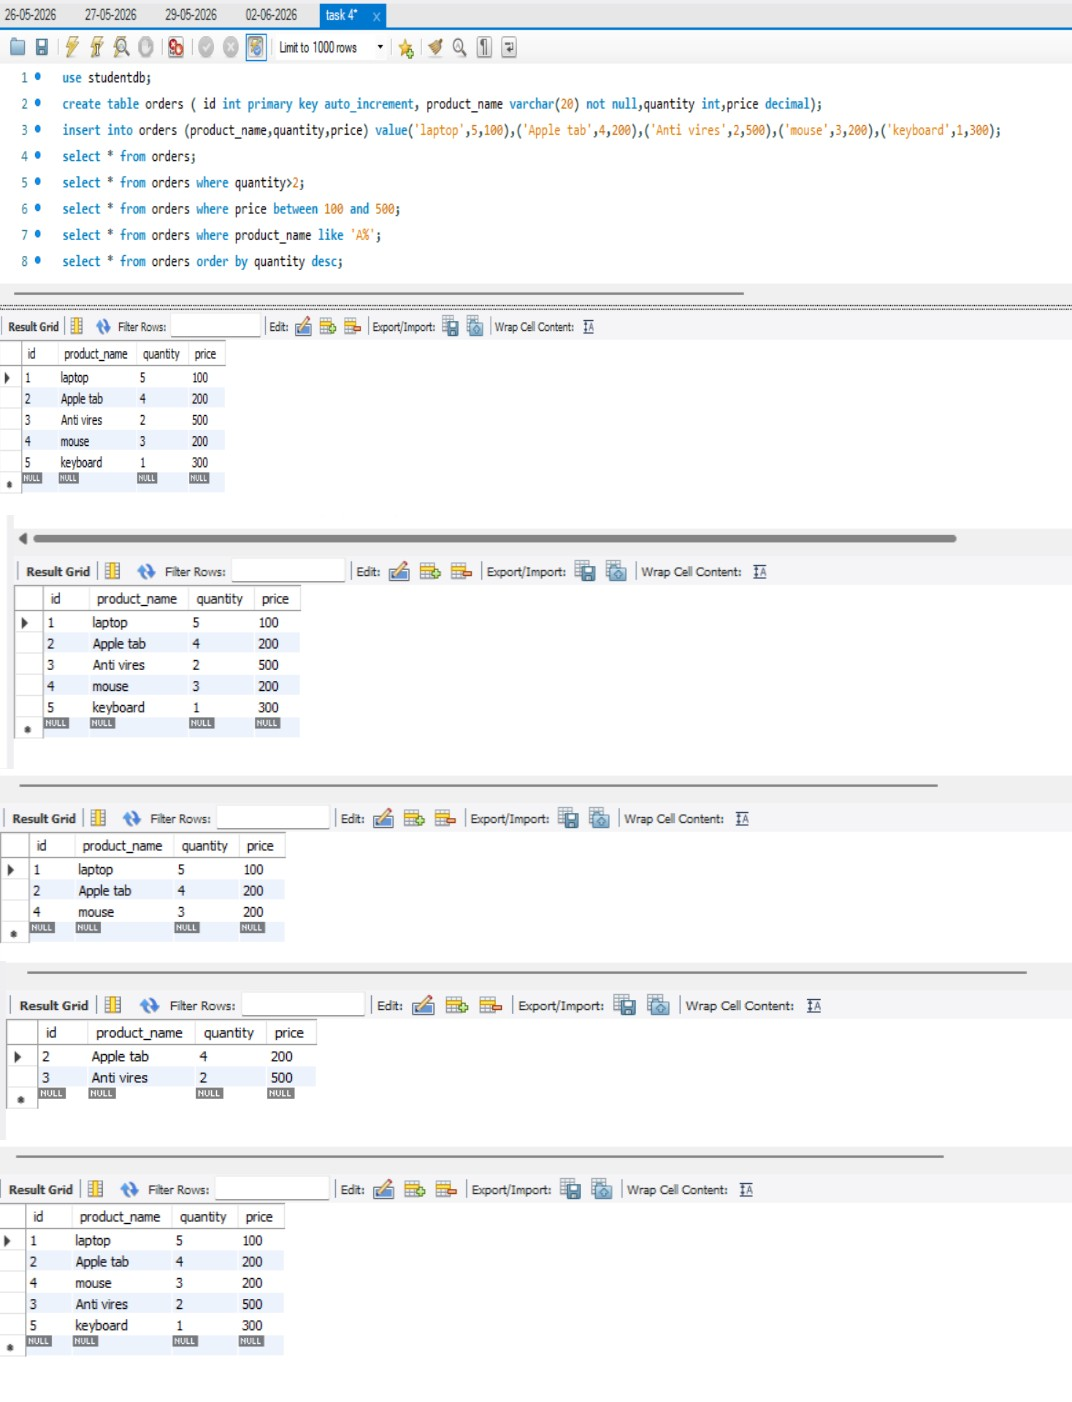 26-05-2026 27-05-2026 29-05-2026 02-06-2026 task 4* x
Limit to 1000 rows
1 use studentdb;
2 create table orders ( id int primary key auto_increment, product_name varchar(20) not null,quantity int,price decimal);
3 insert into orders (product_name,quantity,price) value('laptop',5,100),('Apple tab',4,200),('Anti vires',2,500),('mouse',3,200),('keyboard',1,300);
4 select * from orders;
5 select * from orders where quantity>2;
6 select * from orders where price between 100 and 500;
7 select * from orders where product_name like 'A%';
8 select * from orders order by quantity desc;
Result Grid Filter Rows: Edit: Export/Import: Wrap Cell Content: IA
id product_name quantity price
1 laptop 5 100
2 Apple tab 4 200
3 Anti vires 2 500
4 mouse 3 200
5 keyboard 1 300
NULL NULL NULL NULL
Result Grid Filter Rows: Edit: Export/Import: Wrap Cell Content: IA
id product_name quantity price
1 laptop 5 100
2 Apple tab 4 200
3 Anti vires 2 500
4 mouse 3 200
5 keyboard 1 300
NULL NULL NULL NULL
Result Grid Filter Rows: Edit: Export/Import: Wrap Cell Content: IA
id product_name quantity price
1 laptop 5 100
2 Apple tab 4 200
4 mouse 3 200
NULL NULL NULL NULL
Result Grid Filter Rows: Edit: Export/Import: Wrap Cell Content: IA
id product_name quantity price
2 Apple tab 4 200
3 Anti vires 2 500
NULL NULL NULL NULL
Result Grid Filter Rows: Edit: Export/Import: Wrap Cell Content: IA
id product_name quantity price
1 laptop 5 100
2 Apple tab 4 200
4 mouse 3 200
3 Anti vires 2 500
5 keyboard 1 300
NULL NULL NULL NULL